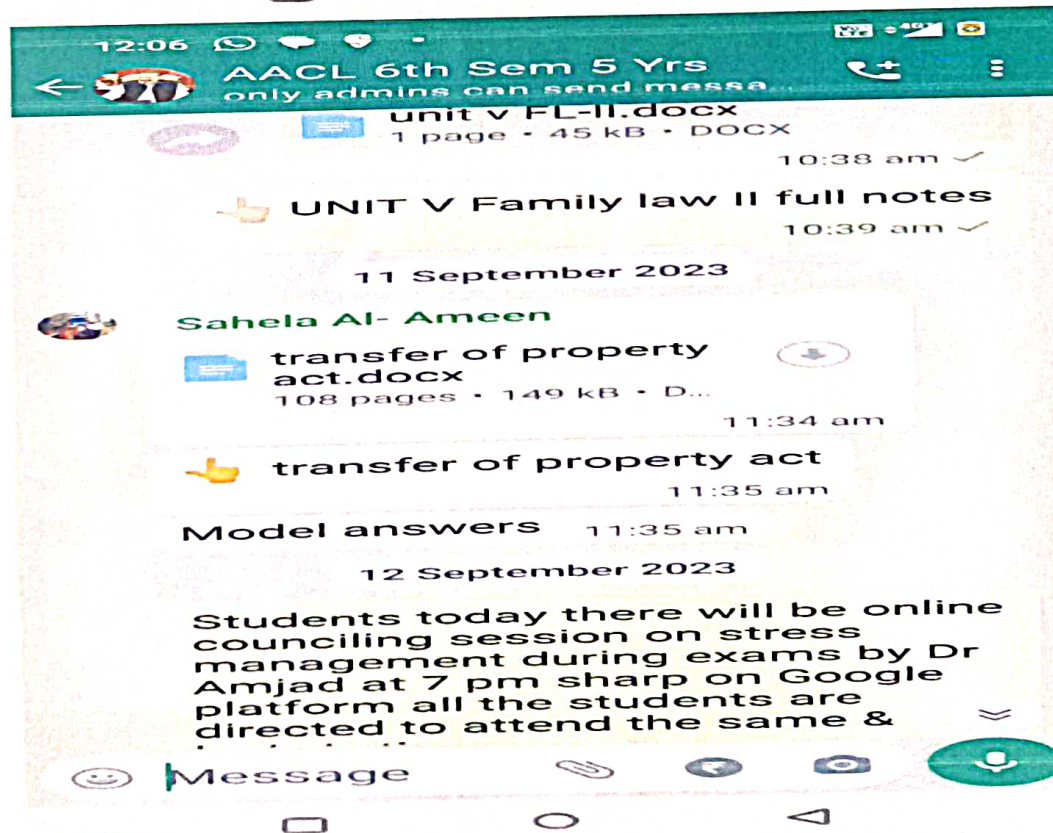 12:06
AACL 6th Sem 5 Yrs
only admins can send messa...
unit v FL-II.docx
1 page • 45 kB • DOCX
10:38 am
UNIT V Family law II full notes
10:39 am
11 September 2023
Sahela Al- Ameen
transfer of property
act.docx
108 pages • 149 kB • D...
11:34 am
transfer of property act
11:35 am
Model answers 11:35 am
12 September 2023
Students today there will be online
counciling session on stress
management during exams by Dr
Amjad at 7 pm sharp on Google
platform all the students are
directed to attend the same &
Message